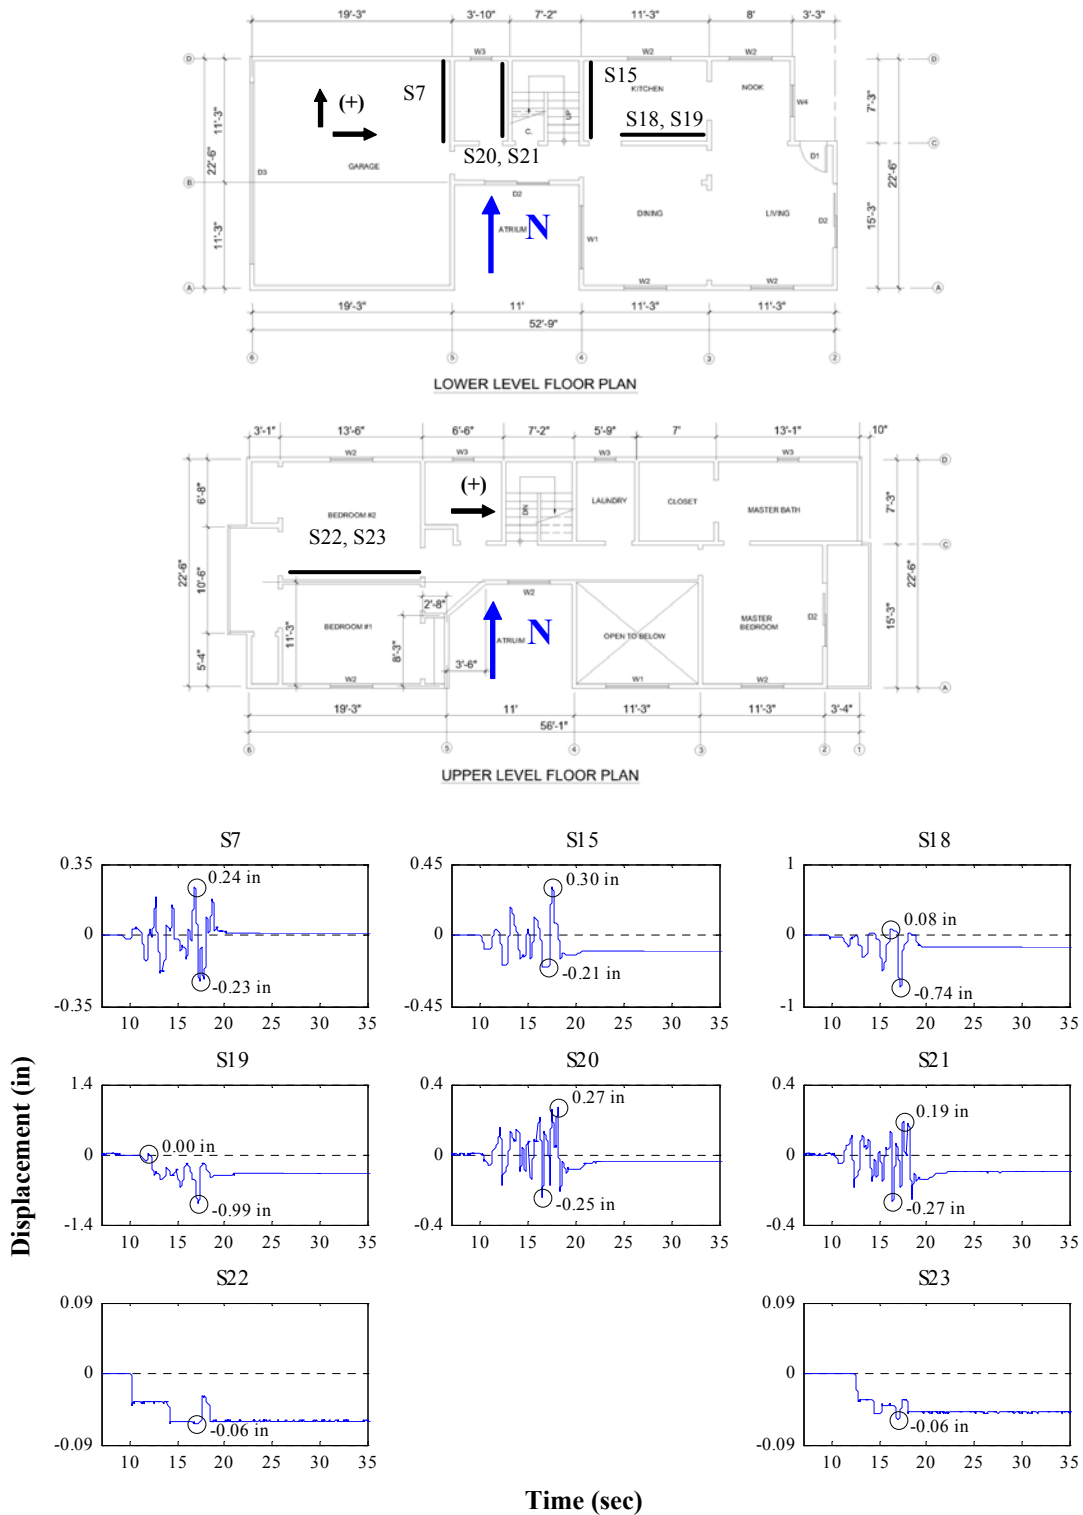 19'-3" 3'-10" 7'-2" 11'-3" 8' 3'-3"
D W3 W2 W2 D
S7 S15 KITCHEN NOOK
(+) S18, S19 W4
11'-3" 22'-6" UP C. 7'-3"
S20, S21 D1 C
GARAGE
B D3 D2 22'-6"
N DINING LIVING D2
11'-3" ATRIUM W1 15'-3"
A W2 W2 A
19'-3" 11' 11'-3" 11'-3"
52'-9"
6 5 4 3 2
LOWER LEVEL FLOOR PLAN
3'-1" 13'-6" 6'-6" 7'-2" 5'-9" 7' 13'-1" 10"
W2 W3 W3 W3 D
6'-8" (+) LAUNDRY CLOSET 7'-3"
BEDROOM #2 DN MASTER BATH
S22, S23
C
22'-6" 10'-6" 22'-6"
2'-8" W2
BEDROOM #1 N MASTER BEDROOM D2
11'-3" 8'-3" ATRUIM OPEN TO BELOW 15'-3"
5'-4" 3'-6"
W2 W1 W2 A
19'-3" 11' 11'-3" 11'-3" 3'-4"
56'-1"
6 5 4 3 2 1
UPPER LEVEL FLOOR PLAN
S7 S15 S18
0.35 0.45 1
0.24 in 0.30 in 0.08 in
0 0 0
-0.23 in -0.21 in -0.74 in
-0.35 -0.45 -1
10 15 20 25 30 35 10 15 20 25 30 35 10 15 20 25 30 35
Displacement (in)
S19 S20 S21
1.4 0.4 0.4
0.00 in 0.27 in 0.19 in
0 0 0
-0.99 in -0.25 in -0.27 in
-1.4 -0.4 -0.4
10 15 20 25 30 35 10 15 20 25 30 35 10 15 20 25 30 35
S22 S23
0.09 0.09
0 0
-0.06 in -0.06 in
-0.09 -0.09
10 15 20 25 30 35 10 15 20 25 30 35
Time (sec)